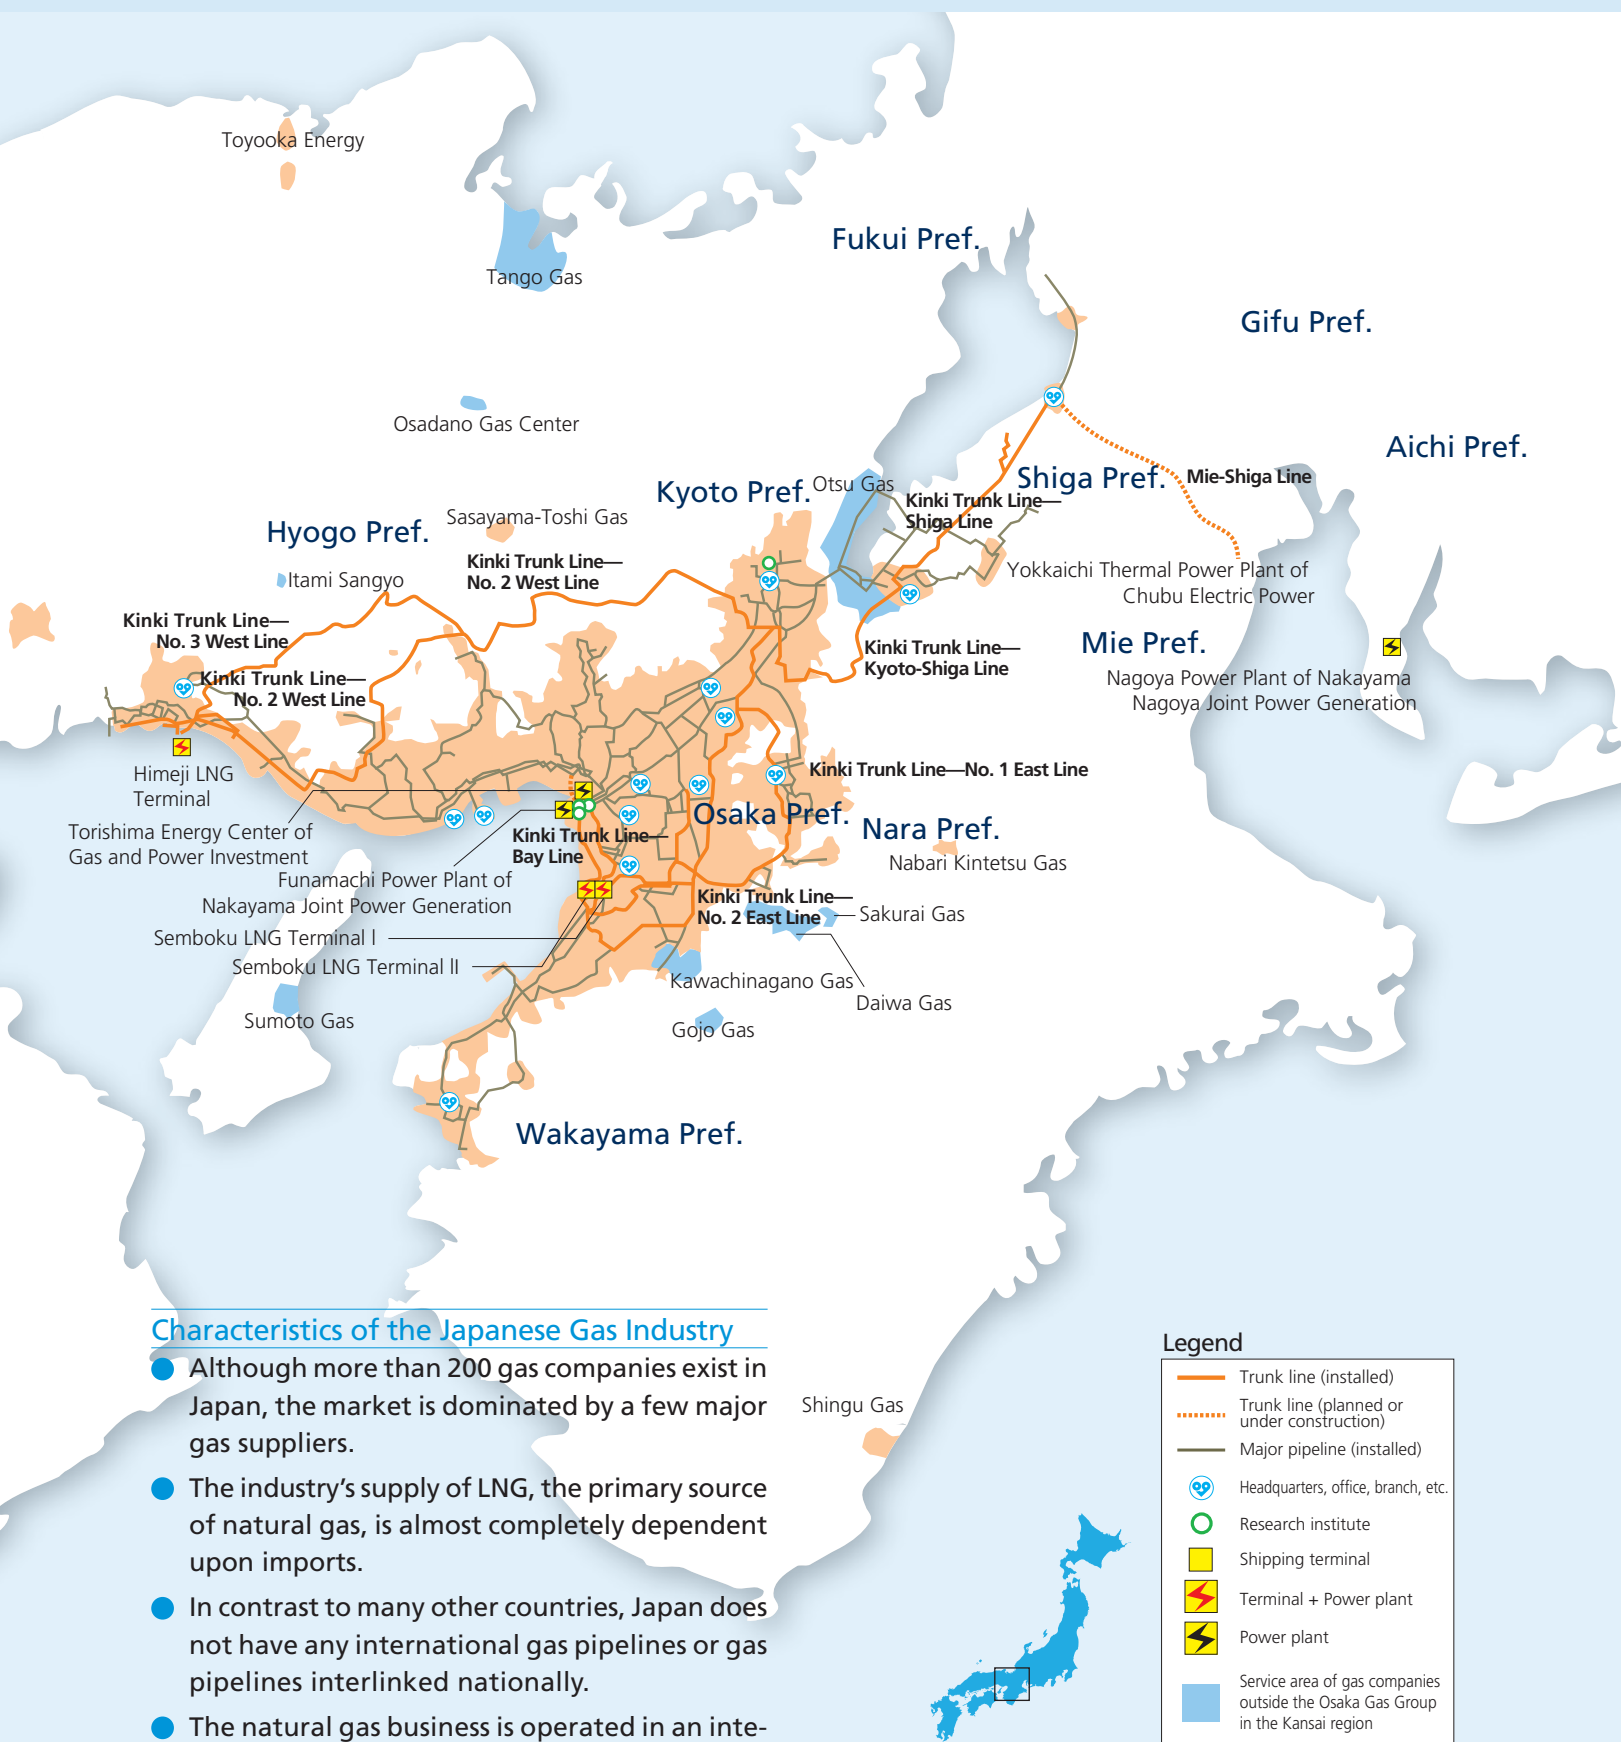 Toyooka Energy
Tango Gas
Fukui Pref.
Gifu Pref.
Osadano Gas Center
Aichi Pref.
Kyoto Pref.
Otsu Gas
Shiga Pref.
Mie-Shiga Line
Kinki Trunk Line—
Shiga Line
Sasayama-Toshi Gas
Hyogo Pref.
Kinki Trunk Line—
No. 2 West Line
Itami Sangyo
Yokkaichi Thermal Power Plant of
Chubu Electric Power
Kinki Trunk Line—
No. 3 West Line
Kinki Trunk Line—
Kyoto-Shiga Line
Mie Pref.
Kinki Trunk Line—
No. 2 West Line
Nagoya Power Plant of Nakayama
Nagoya Joint Power Generation
Himeji LNG
Terminal
Kinki Trunk Line—No. 1 East Line
Torishima Energy Center of
Gas and Power Investment
Osaka Pref.
Nara Pref.
Kinki Trunk Line—
Bay Line
Nabari Kintetsu Gas
Funamachi Power Plant of
Nakayama Joint Power Generation
Kinki Trunk Line—
No. 2 East Line
Sakurai Gas
Semboku LNG Terminal l
Semboku LNG Terminal ll
Kawachinagano Gas
Daiwa Gas
Sumoto Gas
Gojo Gas
Wakayama Pref.
Characteristics of the Japanese Gas Industry
Although more than 200 gas companies exist in
Japan, the market is dominated by a few major
gas suppliers.
The industry’s supply of LNG, the primary source
of natural gas, is almost completely dependent
upon imports.
In contrast to many other countries, Japan does
not have any international gas pipelines or gas
pipelines interlinked nationally.
The natural gas business is operated in an inte-
Shingu Gas
Legend
Trunk line (installed)
Trunk line (planned or
under construction)
Major pipeline (installed)
Headquarters, office, branch, etc.
Research institute
Shipping terminal
Terminal + Power plant
Power plant
Service area of gas companies
outside the Osaka Gas Group
in the Kansai region